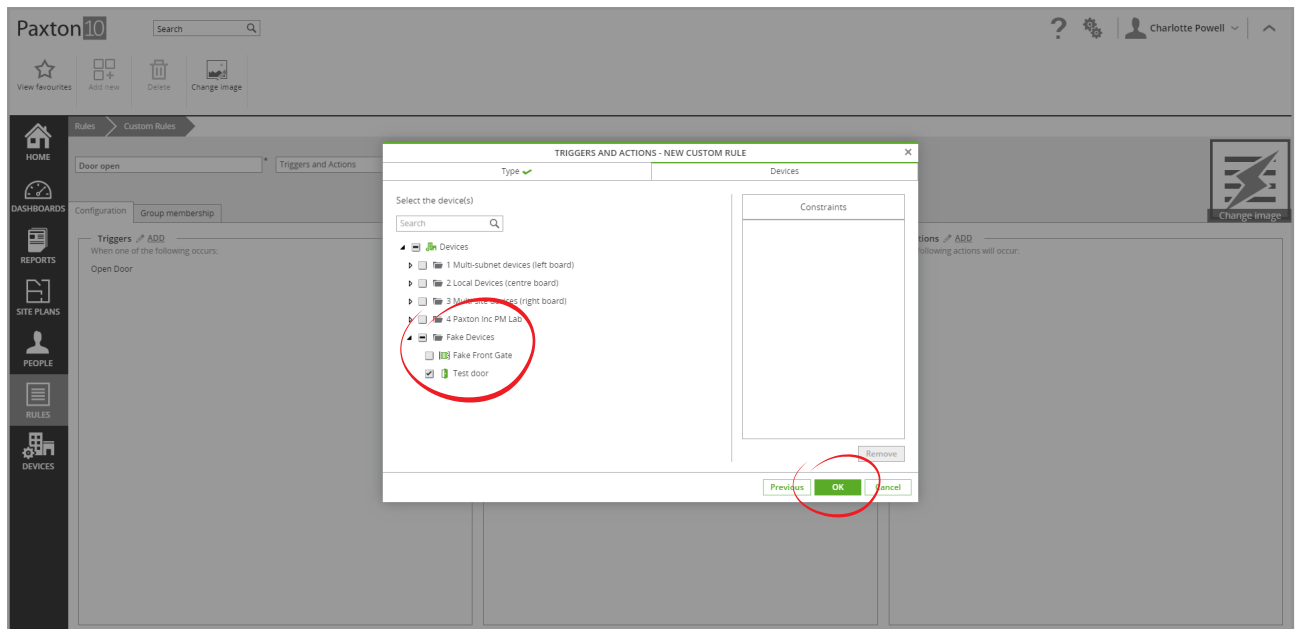 Paxton 10
Search
?
Charlotte Powell
View favourites
Add new
Delete
Change image
Rules
Custom Rules
HOME
DASHBOARDS
REPORTS
SITE PLANS
PEOPLE
RULES
DEVICES
Door open
*
Triggers and Actions
Change image
Configuration
Group membership
Triggers ADD
When one of the following occurs:
Open Door
tions ADD
ollowing actions will occur:
TRIGGERS AND ACTIONS - NEW CUSTOM RULE
Type
Devices
Select the device(s)
Search
Devices
1 Multi-subnet devices (left board)
2 Local Devices (centre board)
3 Multi-site devices (right board)
4 Paxton Inc PM Lab
Fake Devices
Fake Front Gate
Test door
Constraints
Remove
Previous
OK
Cancel